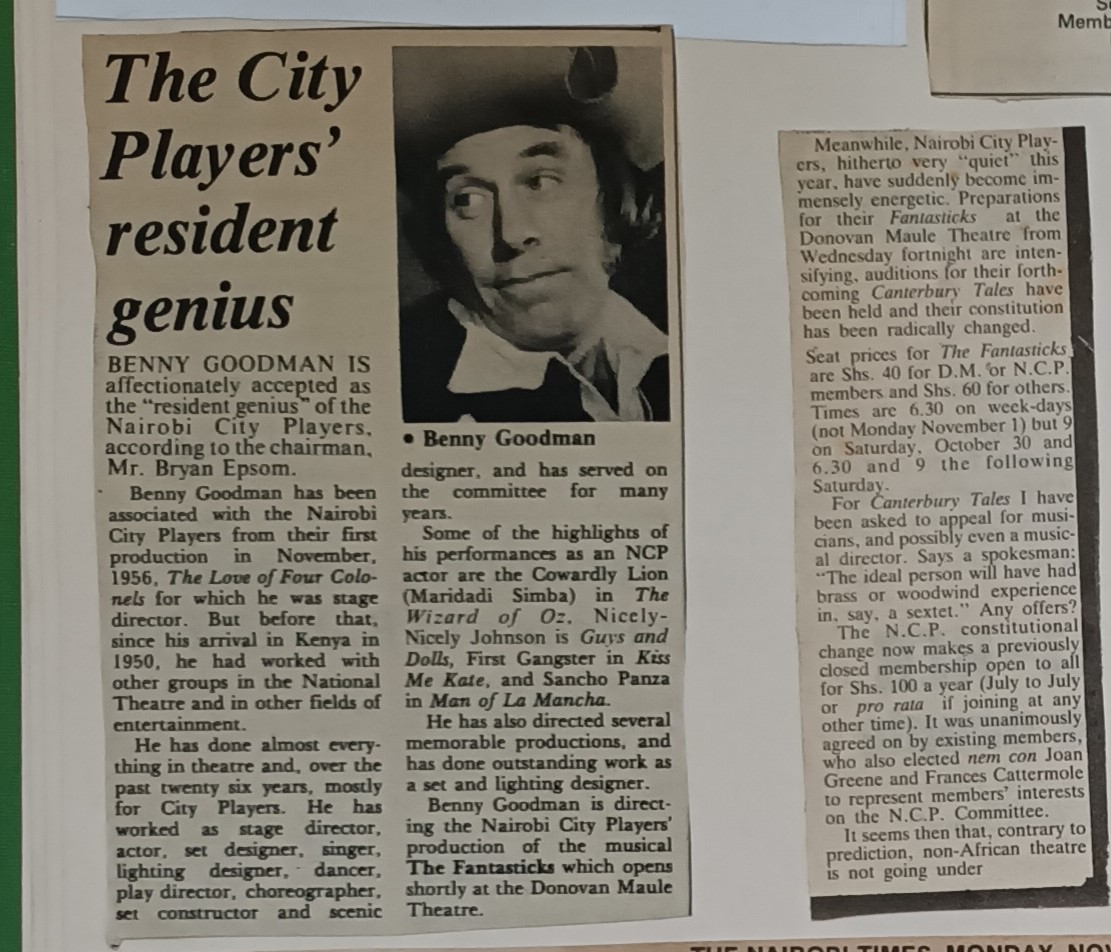 The City
Players'
resident
genius
BENNY GOODMAN IS
affectionately accepted as
the "resident genius" of the
Nairobi City Players,
according to the chairman,
Mr. Bryan Epsom.
Benny Goodman has been
associated with the Nairobi
City Players from their first
production in November,
1956, The Love of Four Colo-
nels for which he was stage
director. But before that,
since his arrival in Kenya in
1950, he had worked with
other groups in the National
Theatre and in other fields of
entertainment.
He has done almost every-
thing in theatre and, over the
past twenty six years, mostly
for City Players. He has
worked as stage director,
actor, set designer, singer,
lighting designer, dancer,
play director, choreographer,
set constructor and scenic
• Benny Goodman
designer, and has served on
the committee for many
years.
Some of the highlights of
his performances as an NCP
actor are the Cowardly Lion
(Maridadi Simba) in The
Wizard of Oz, Nicely-
Nicely Johnson is Guys and
Dolls, First Gangster in Kiss
Me Kate, and Sancho Panza
in Man of La Mancha.
He has also directed several
memorable productions, and
has done outstanding work as
a set and lighting designer.
Benny Goodman is direct-
ing the Nairobi City Players'
production of the musical
The Fantasticks which opens
shortly at the Donovan Maule
Theatre.
Memb
Meanwhile, Nairobi City Play-
ers, hitherto very "quiet" this
year, have suddenly become im-
mensely energetic. Preparations
for their Fantasticks at the
Donovan Maule Theatre from
Wednesday fortnight are inten-
sifying, auditions for their forth-
coming Canterbury Tales have
been held and their constitution
has been radically changed.
Seat prices for The Fantasticks
are Shs. 40 for D.M. or N.C.P.
members and Shs. 60 for others.
Times are 6.30 on week-days
(not Monday November 1) but 9
on Saturday, October 30 and
6.30 and 9 the following
Saturday.
For Canterbury Tales I have
been asked to appeal for musi-
cians, and possibly even a music-
al director. Says a spokesman:
"The ideal person will have had
brass or woodwind experience
in, say, a sextet." Any offers?
The N.C.P. constitutional
change now makes a previously
closed membership open to all
for Shs. 100 a year (July to July
or pro rata if joining at any
other time). It was unanimously
agreed on by existing members,
who also elected nem con Joan
Greene and Frances Cattermole
to represent members' interests
on the N.C.P. Committee.
It seems then that, contrary to
prediction, non-African theatre
is not going under
THE NAIROBI TIMES, MONDAY, NOV